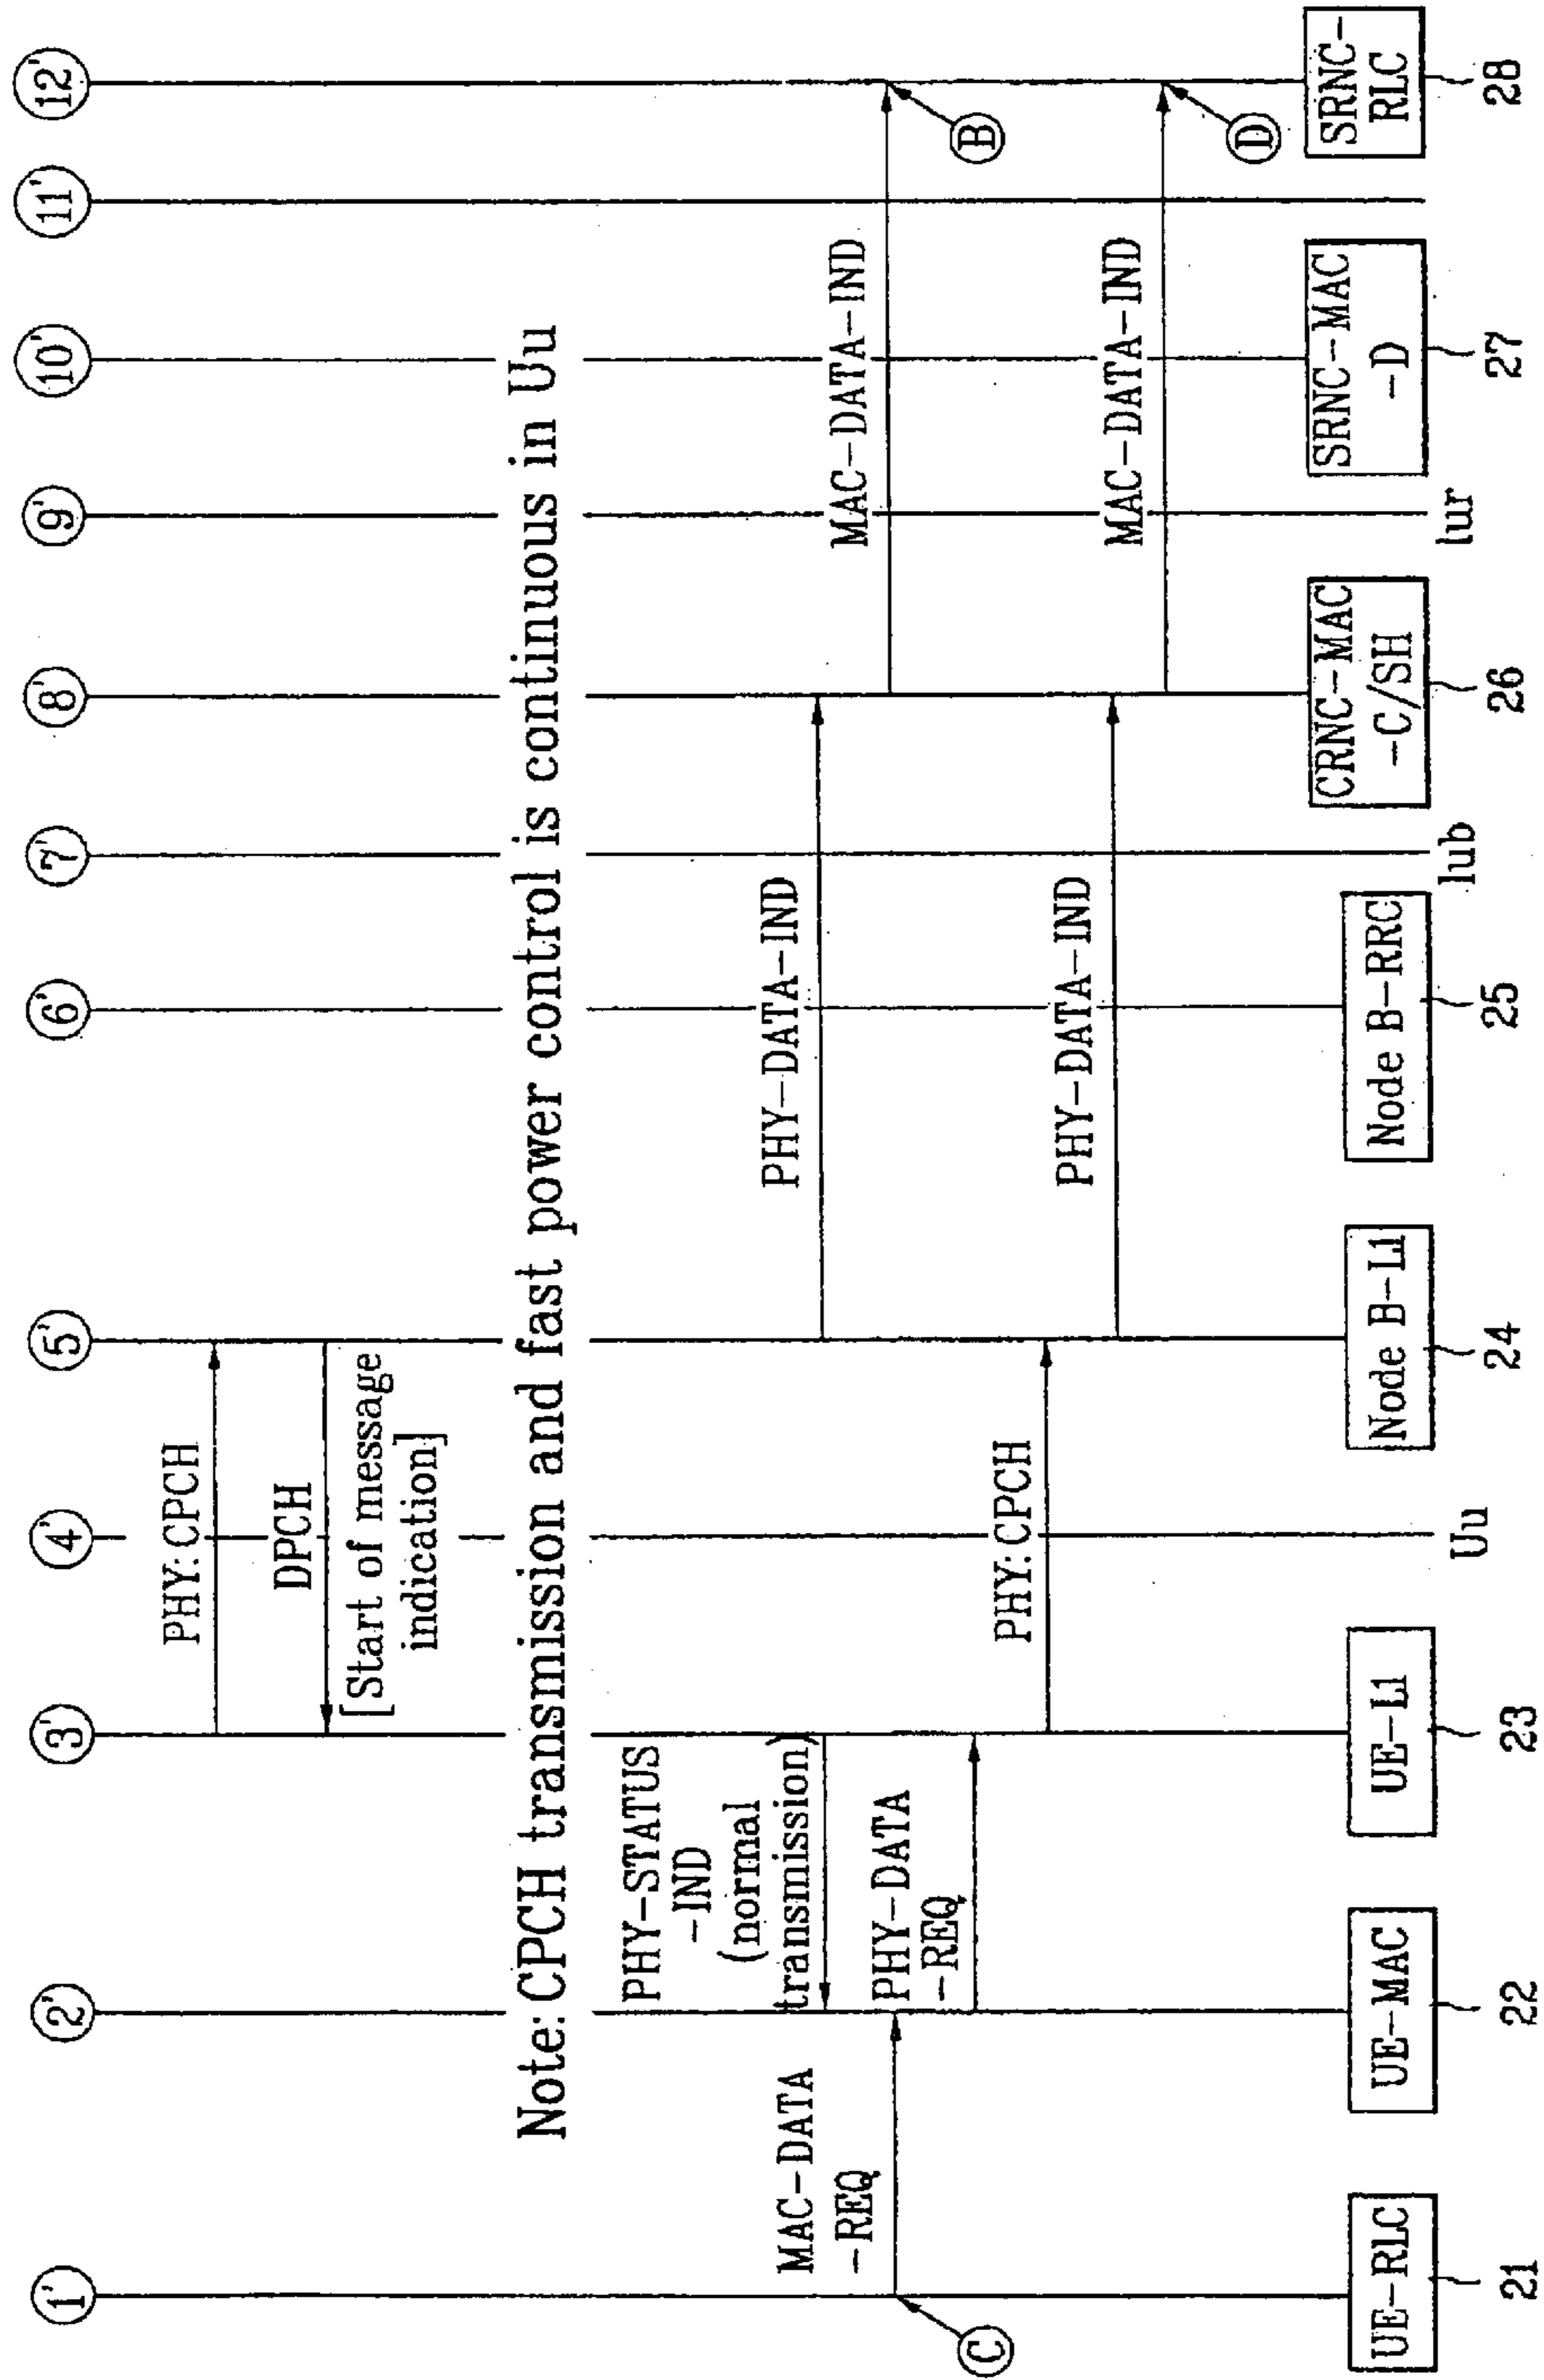 1'
2'
3'
4'
5'
6'
7'
8'
9'
10'
11'
12'
PHY:CPCH
DPCH
[Start of message
indication]
Note: CPCH transmission and fast power control is continuous in Uu
PHY-STATUS
-IND
(normal
transmission)
MAC-DATA
-REQ
PHY-DATA
-REQ
C
PHY:CPCH
PHY-DATA-IND
MAC-DATA-IND
B
PHY-DATA-IND
MAC-DATA-IND
D
UE-RLC
21
UE-MAC
22
UE-L1
23
Uu
Node B-L1
24
Node B-RRC
25
lub
CRNC-MAC
-C/SH
26
lur
SRNC-MAC
-D
27
SRNC-
RLC
28